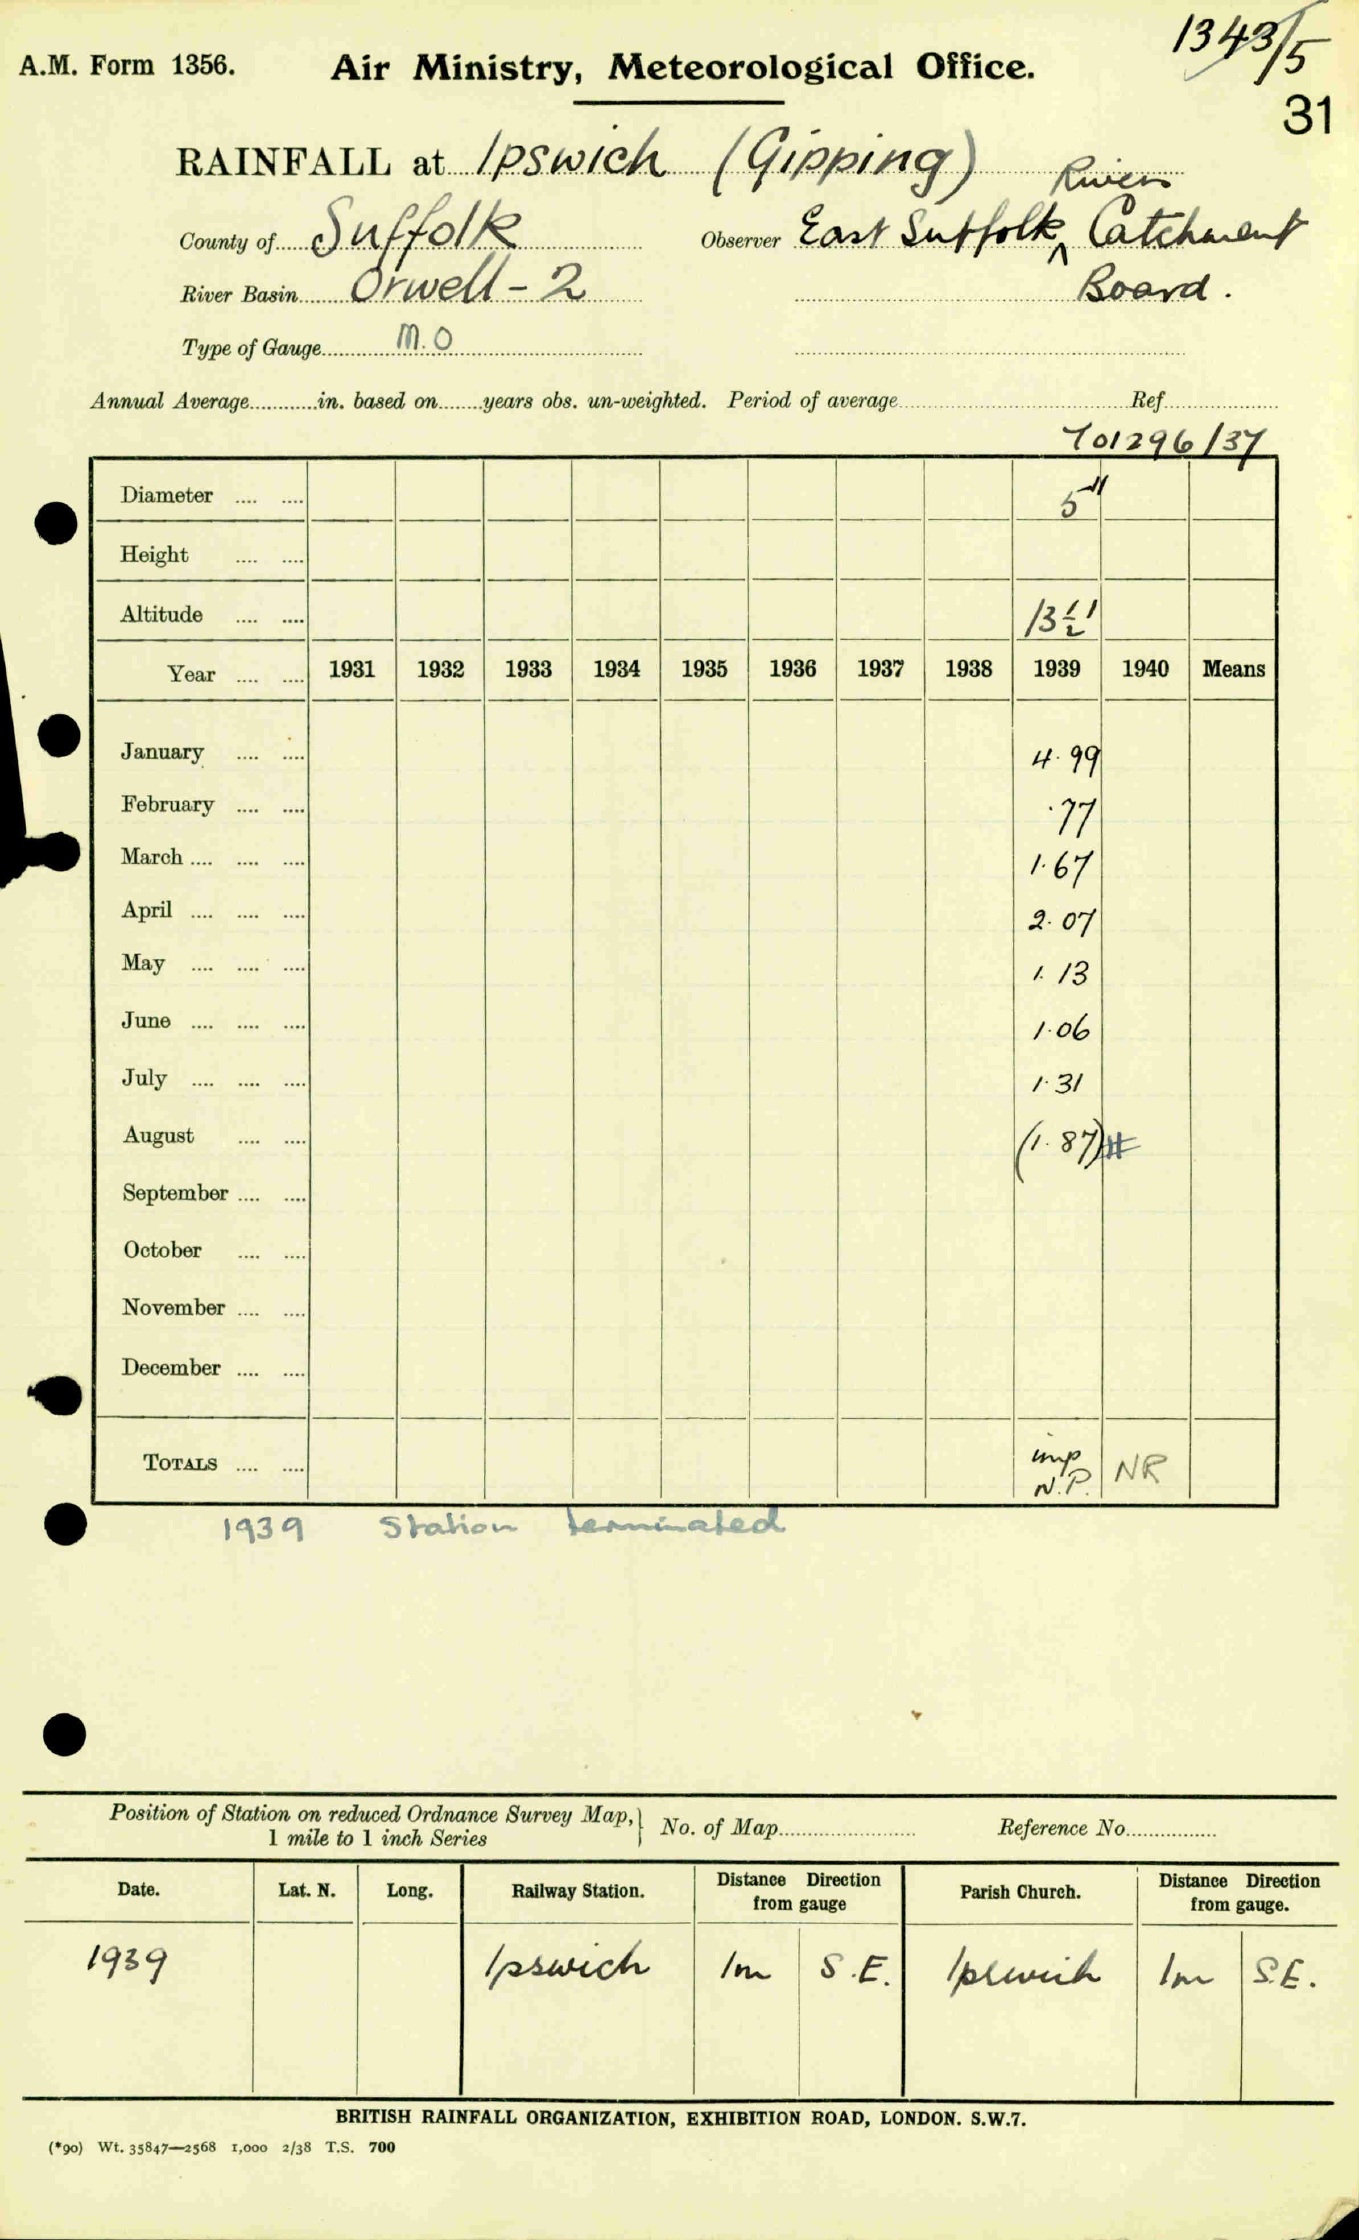 1343/5
A.M. Form 1356. Air Ministry, Meteorological Office.
31
RAINFALL at Ipswich (Gipping)
Rivers
County of Suffolk Observer East Suffolk ^ Catchment
River Basin Orwell - 2 Board.
Type of Gauge M.O
Annual Average in. based on years obs. un-weighted. Period of average Ref.
701296/37
Diameter .... .... 5"
Height .... ....
Altitude .... .... 13½'
Year .... .... 1931 1932 1933 1934 1935 1936 1937 1938 1939 1940 Means
January .... .... 4.99
February .... .... .77
March .... .... .... 1.67
April .... .... .... 2.07
May .... .... .... 1.13
June .... .... .... 1.06
July .... .... .... 1.31
August .... .... (1.87)#
September .... ....
October .... ....
November .... ....
December .... ....
TOTALS .... .... imp N.P. NR
1939 Station terminated
Position of Station on reduced Ordnance Survey Map, } No. of Map Reference No.
1 mile to 1 inch Series
Date. Lat. N. Long. Railway Station. Distance Direction from gauge Parish Church. Distance Direction from gauge.
1939 Ipswich 1m S.E. Ipswich 1m S.E.
BRITISH RAINFALL ORGANIZATION, EXHIBITION ROAD, LONDON. S.W.7.
(*90) Wt. 35847—2568 1,000 2/38 T.S. 700